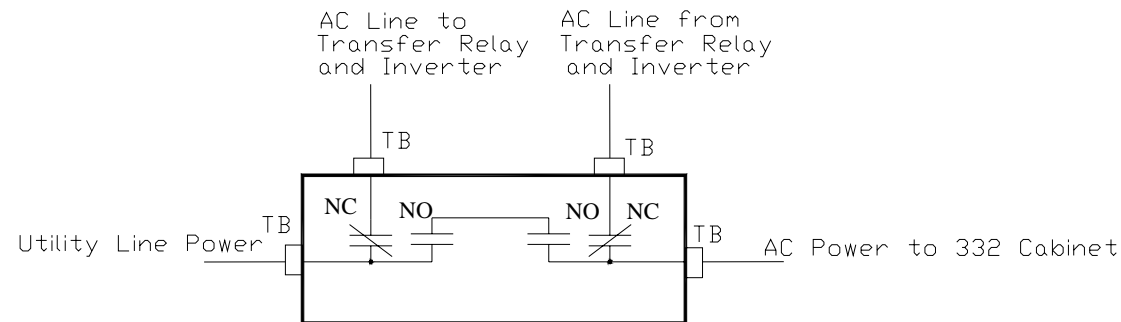 AC Line to
Transfer Relay
and Inverter
AC Line from
Transfer Relay
and Inverter
TB
TB
NC
NO
NO
NC
TB
TB
Utility Line Power
AC Power to 332 Cabinet